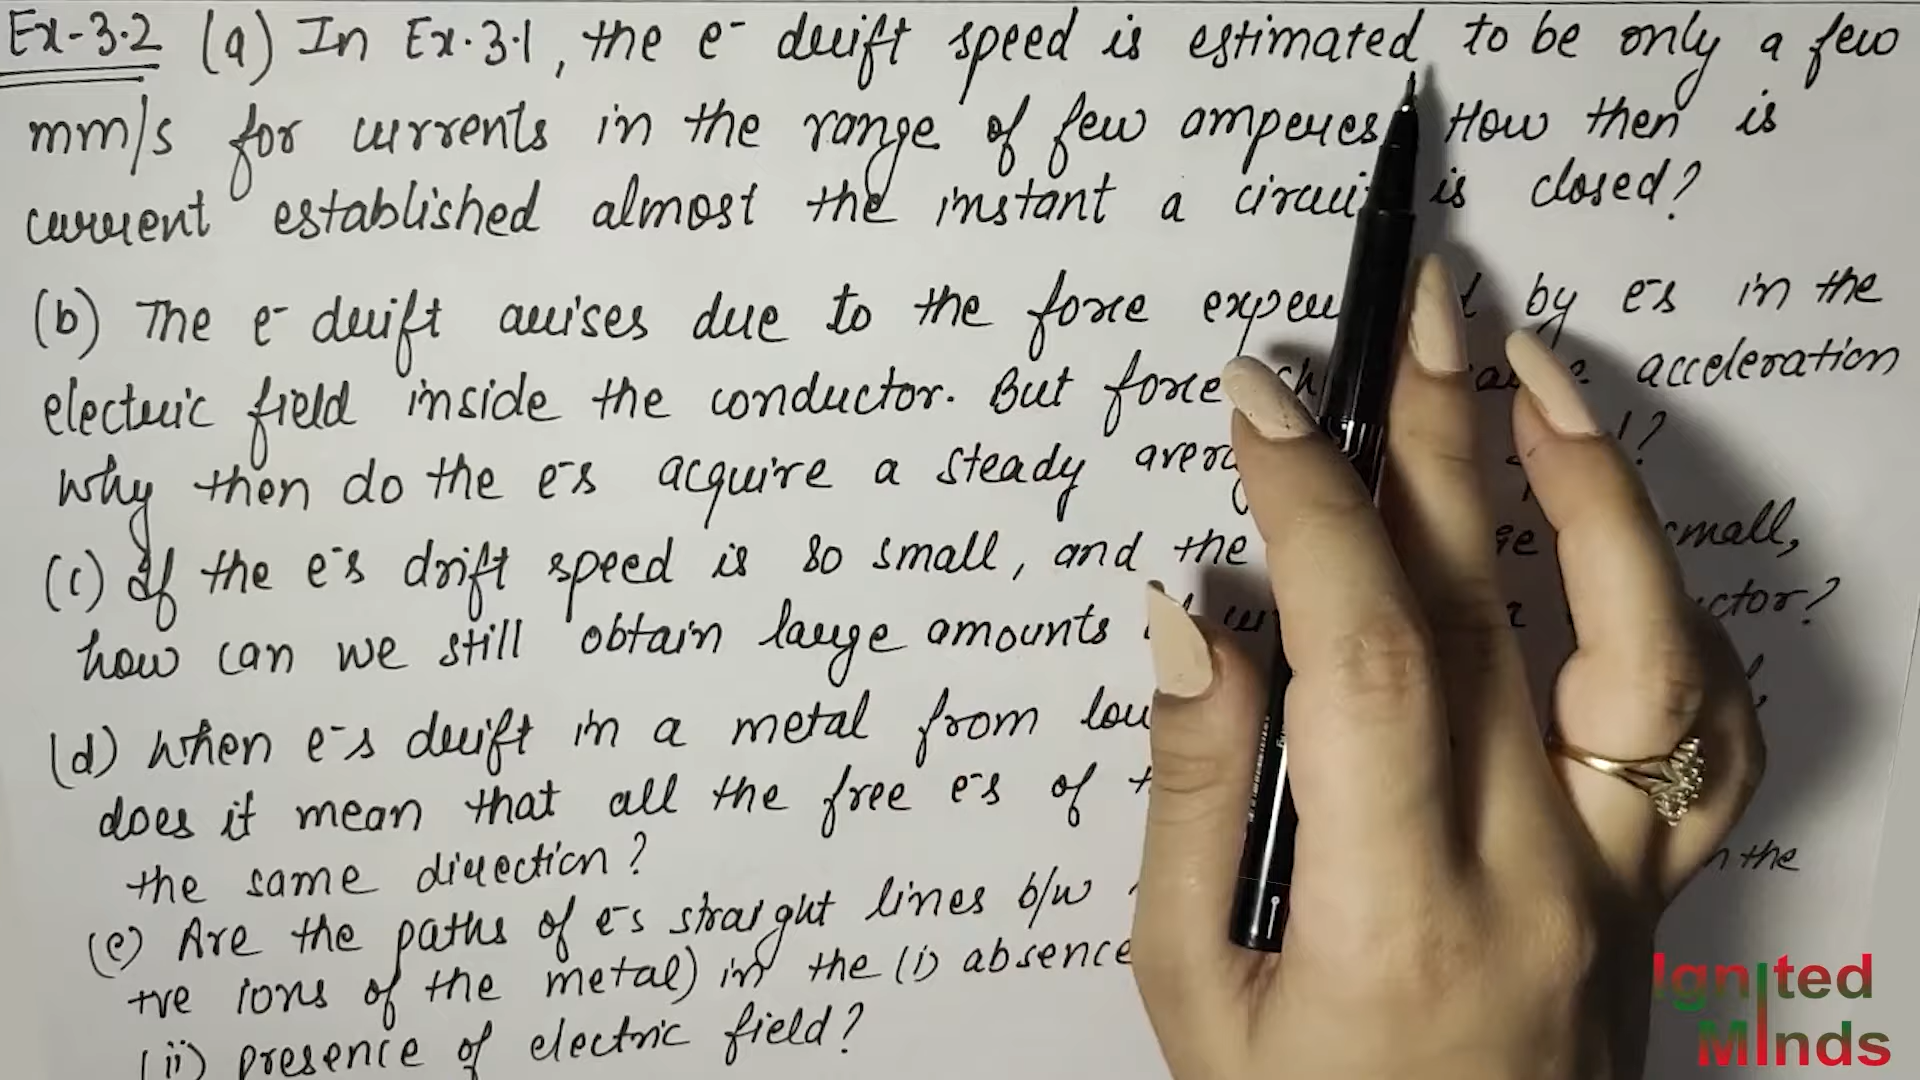 Ex-3.2 (a) In Ex.3.1, the e⁻ drift speed is estimated to be only a few
mm/s for currents in the range of few amperes How then is
current established almost the instant a circuit is closed?
(b) The e⁻ drift arises due to the force by e⁻s in the
electric field inside the conductor. But force acceleration
Why then do the e⁻s acquire a steady
(c) If the e⁻'s drift speed is so small, and the small,
how can we still obtain large amounts
(d) When e⁻s drift in a metal from
does it mean that all the free e⁻s of
the same direction? in the
(e) Are the paths of e⁻s straight lines b/w
+ve ions of the metal) in the (i) absence
(ii) presence of electric field?
Ignited
Minds